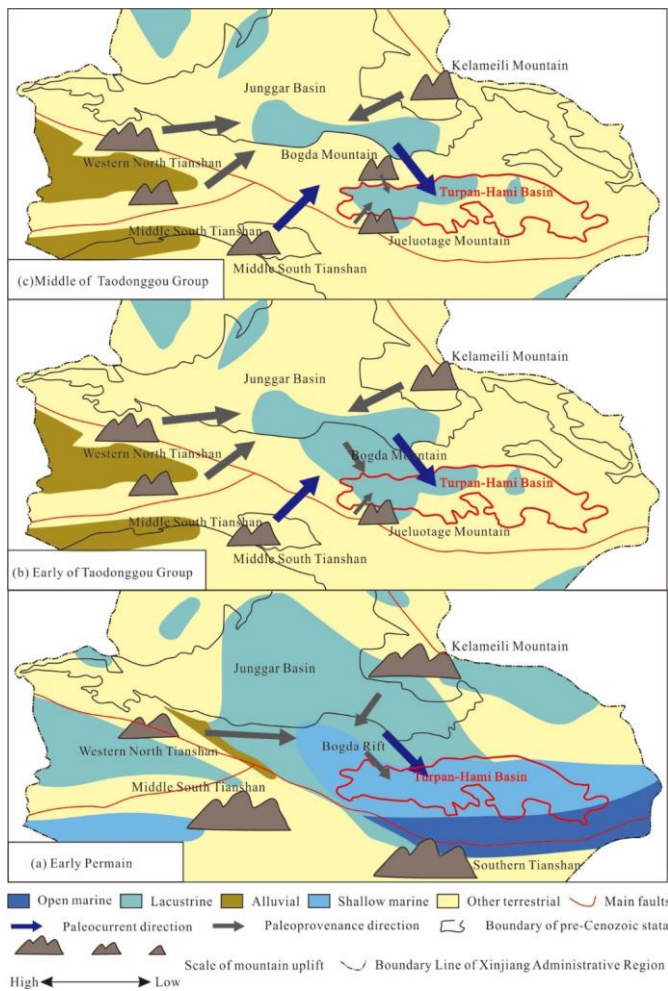 Kelameili Mountain
Junggar Basin
Bogda Mountain
Western North Tianshan
Turpan-Hami Basin
Middle South Tianshan
Jueluotage Mountain
Middle South Tianshan
(c)Middle of Taodonggou Group
Kelameili Mountain
Junggar Basin
Bogda Mountain
Western North Tianshan
Turpan-Hami Basin
Middle South Tianshan
Jueluotage Mountain
Middle South Tianshan
(b) Early of Taodonggou Group
Kelameili Mountain
Junggar Basin
Bogda Rift
Western North Tianshan
Turpan-Hami Basin
Middle South Tianshan
(a) Early Permain
Southern Tianshan
Open marine Lacustrine Alluvial Shallow marine Other terrestrial Main faults
Paleocurrent direction Paleoprovenance direction Boundary of pre-Cenozoic stata
Scale of mountain uplift Boundary Line of Xinjiang Administrative Region
High Low